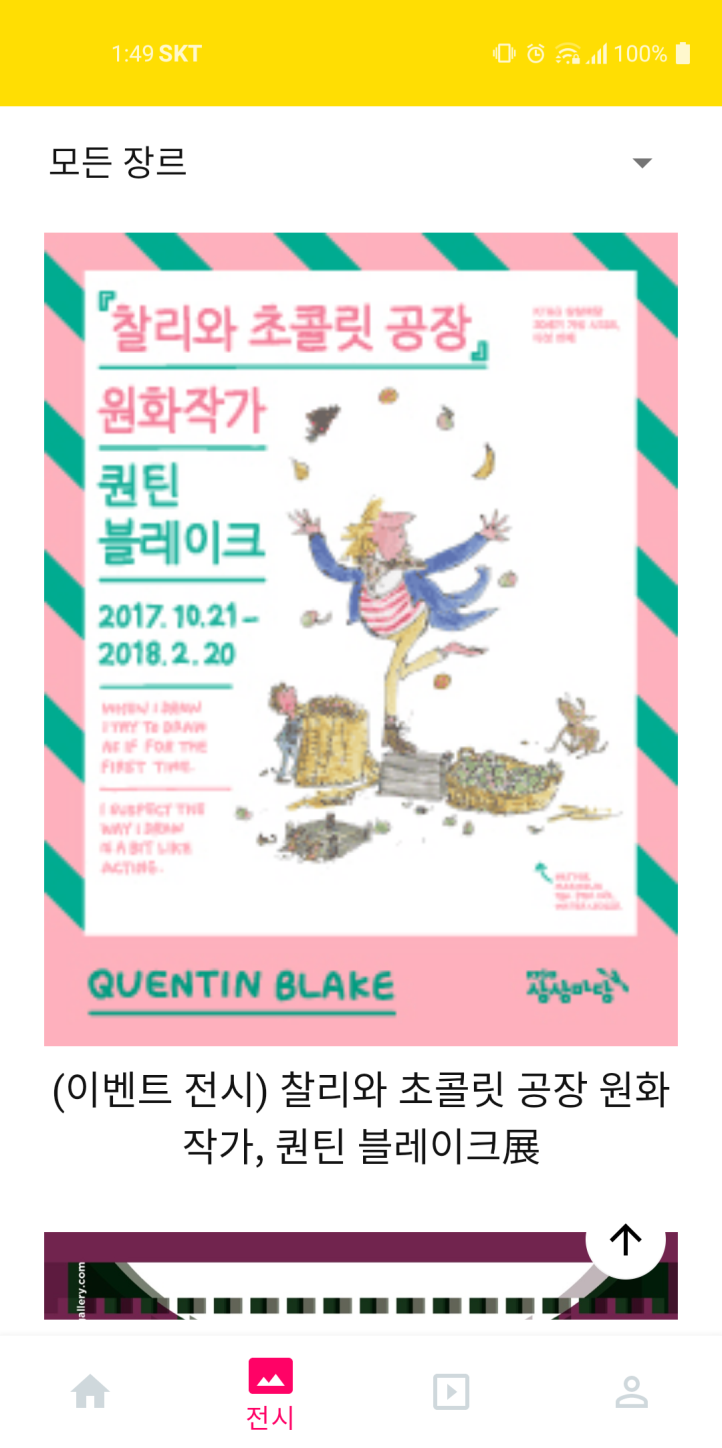 1:49 SKT
100%
모든 장르
『찰리와 초콜릿 공장』
원화작가
퀀틴
블레이크
2017.10.21–
2018.2.20
WHEN I DRAW
I TRY TO DRAW
AS IF FOR THE
FIRST TIME.
I SUSPECT THE
WAY I DRAW
IS A BIT LIKE
ACTING.
QUENTIN BLAKE
상상마당
(이벤트 전시) 찰리와 초콜릿 공장 원화
작가, 퀀틴 블레이크展
gallery.com
전시